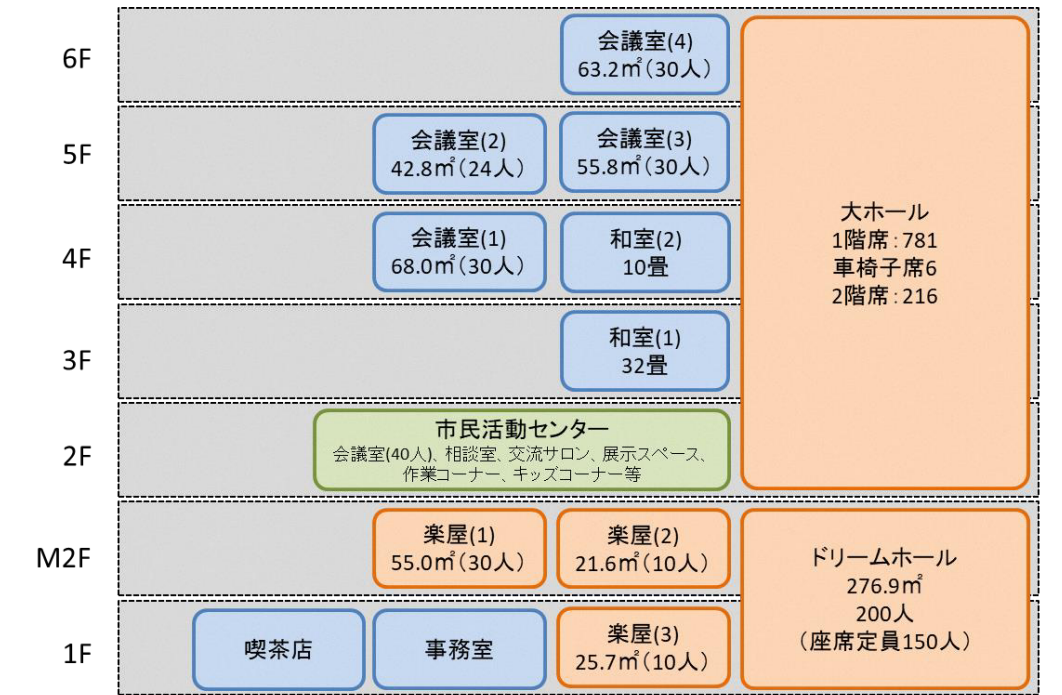 6F
会議室(4)
63.2㎡(30人)
5F
会議室(2)
42.8㎡(24人)
会議室(3)
55.8㎡(30人)
4F
会議室(1)
68.0㎡(30人)
和室(2)
10畳
大ホール
1階席:781
車椅子席6
2階席:216
3F
和室(1)
32畳
2F
市民活動センター
会議室(40人)、相談室、交流サロン、展示スペース、
作業コーナー、キッズコーナー等
M2F
楽屋(1)
55.0㎡(30人)
楽屋(2)
21.6㎡(10人)
ドリームホール
276.9㎡
200人
(座席定員150人)
1F
喫茶店
事務室
楽屋(3)
25.7㎡(10人)